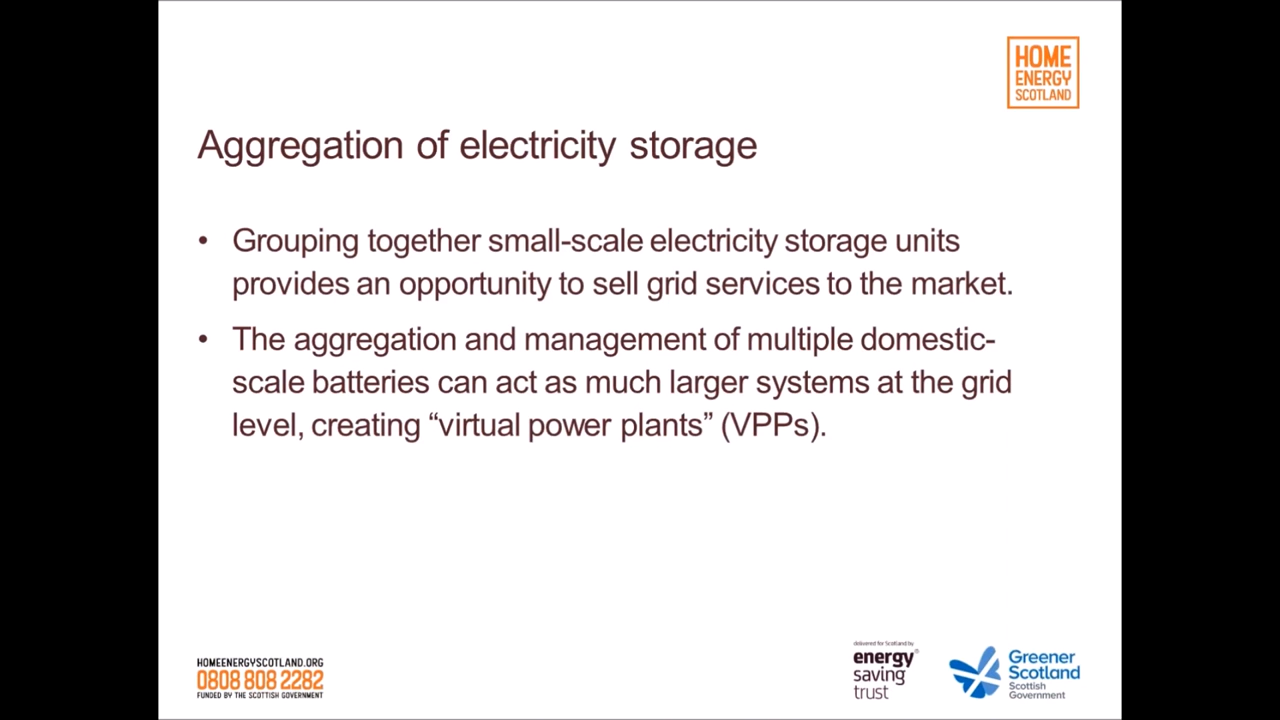 HOME
ENERGY
SCOTLAND
Aggregation of electricity storage
• Grouping together small-scale electricity storage units
provides an opportunity to sell grid services to the market.
• The aggregation and management of multiple domestic-
scale batteries can act as much larger systems at the grid
level, creating “virtual power plants” (VPPs).
HOMEENERGYSCOTLAND.ORG
0808 808 2282
FUNDED BY THE SCOTTISH GOVERNMENT
delivered for Scotland by
energy
saving
trust
Greener
Scotland
Scottish
Government